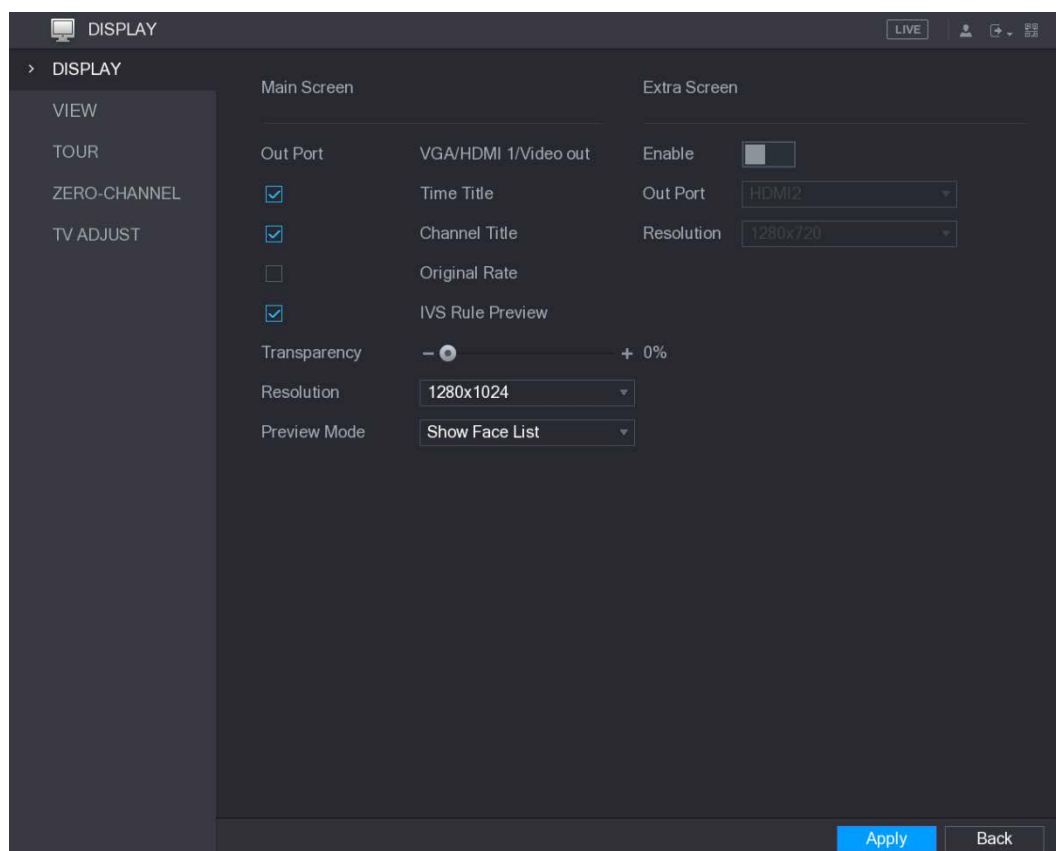 DISPLAY
LIVE
DISPLAY
VIEW
TOUR
ZERO-CHANNEL
TV ADJUST
Main Screen
Out Port VGA/HDMI 1/Video out
Time Title
Channel Title
Original Rate
IVS Rule Preview
Transparency 0%
Resolution 1280x1024
Preview Mode Show Face List
Extra Screen
Enable
Out Port HDMI2
Resolution 1280x720
Apply Back